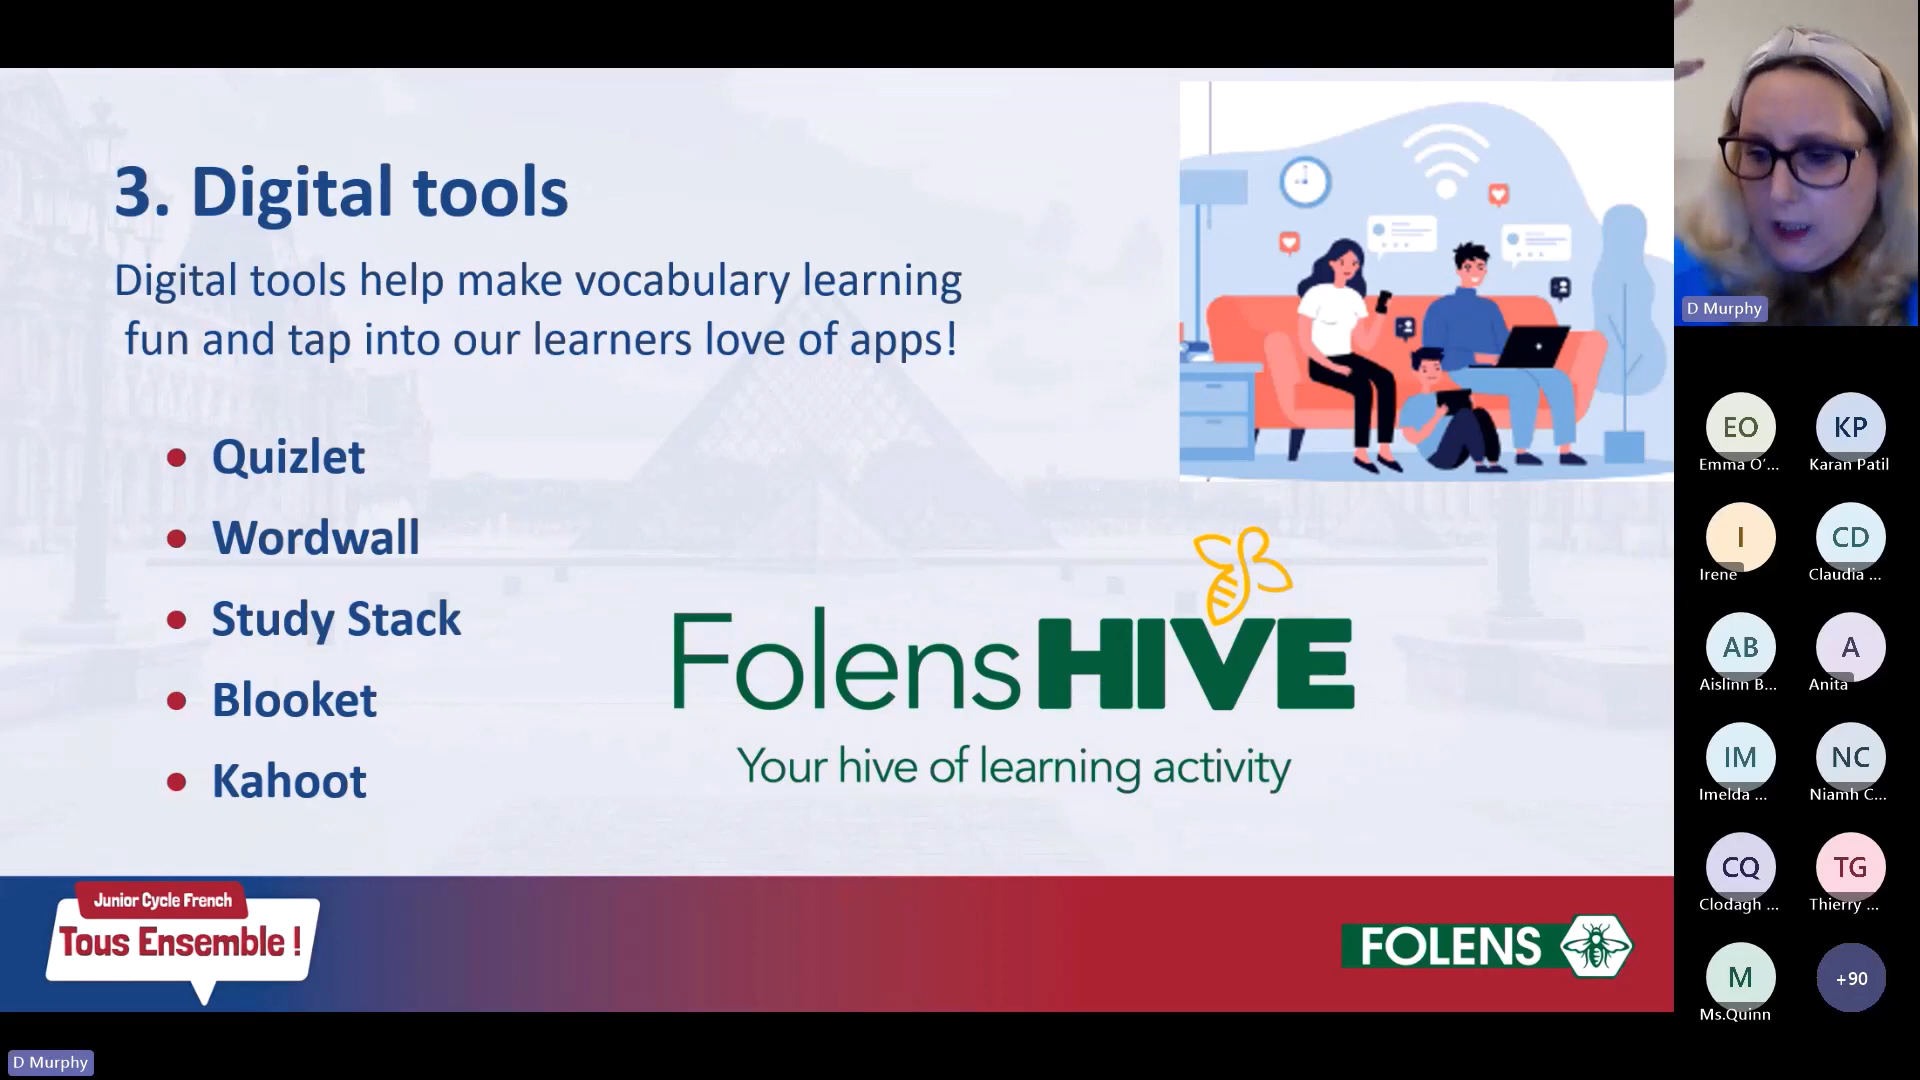 3. Digital tools
Digital tools help make vocabulary learning
fun and tap into our learners love of apps!
• Quizlet
• Wordwall
• Study Stack
• Blooket
• Kahoot
Folens HIVE
Your hive of learning activity
Junior Cycle French
Tous Ensemble !
FOLENS
D Murphy
D Murphy
EO
Emma O'...
KP
Karan Patil
I
Irene
CD
Claudia ...
AB
Aislinn B...
A
Anita
IM
Imelda ...
NC
Niamh C...
CQ
Clodagh ...
TG
Thierry ...
M
Ms.Quinn
+90